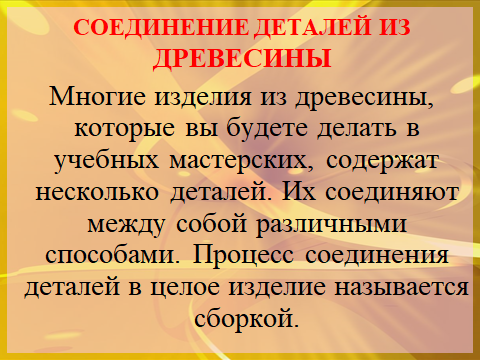 СОЕДИНЕНИЕ ДЕТАЛЕЙ ИЗ
ДРЕВЕСИНЫ
Многие изделия из древесины,
которые вы будете делать в
учебных мастерских, содержат
несколько деталей. Их соединяют
между собой различными
способами. Процесс соединения
деталей в целое изделие называется
сборкой.